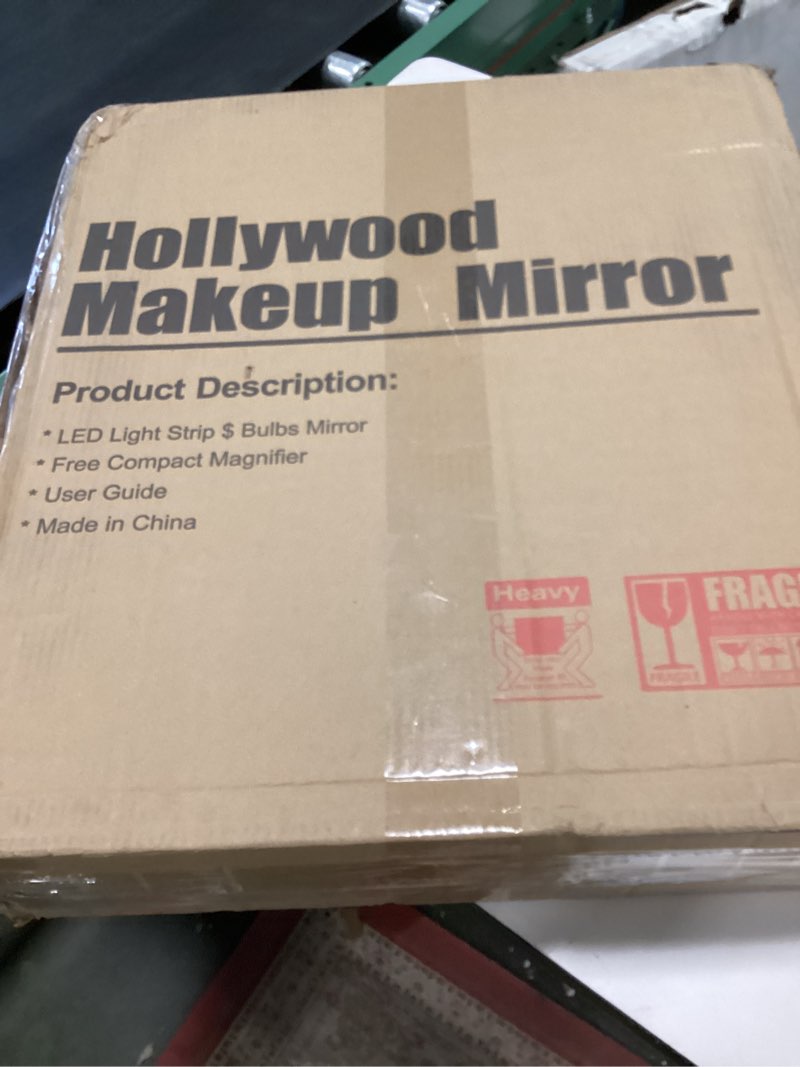 Hollywood
Makeup Mirror
Product Description:
* LED Light Strip $ Bulbs Mirror
* Free Compact Magnifier
* User Guide
* Made in China
Heavy
FRAG
FRAGILE